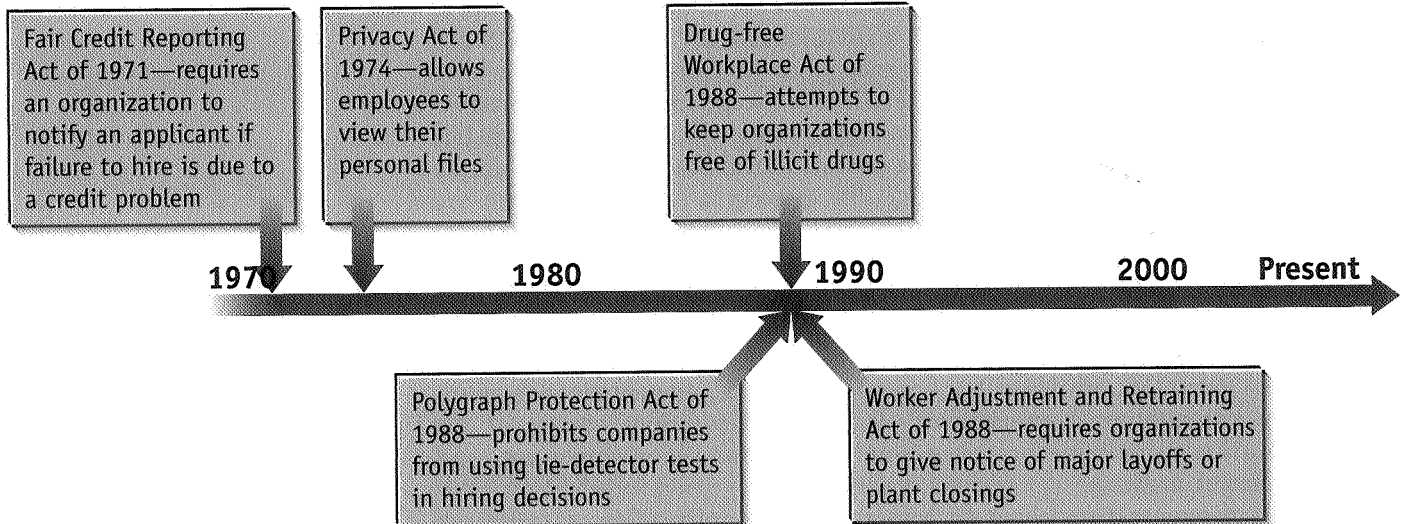 Fair Credit Reporting
Act of 1971—requires
an organization to
notify an applicant if
failure to hire is due to
a credit problem
Privacy Act of
1974—allows
employees to
view their
personal files
Drug-free
Workplace Act of
1988—attempts to
keep organizations
free of illicit drugs
1970 1980 1990 2000 Present
Polygraph Protection Act of
1988—prohibits companies
from using lie-detector tests
in hiring decisions
Worker Adjustment and Retraining
Act of 1988—requires organizations
to give notice of major layoffs or
plant closings